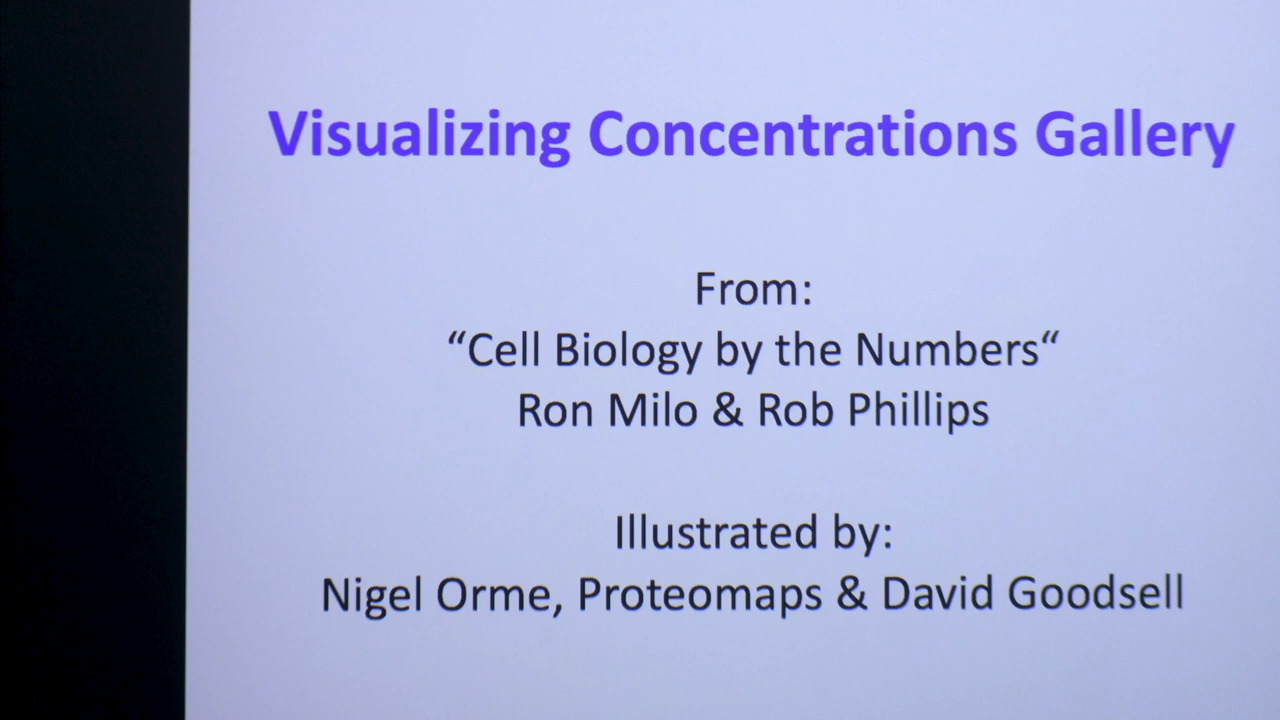 Visualizing Concentrations Gallery
From:
“Cell Biology by the Numbers“
Ron Milo & Rob Phillips
Illustrated by:
Nigel Orme, Proteomaps & David Goodsell